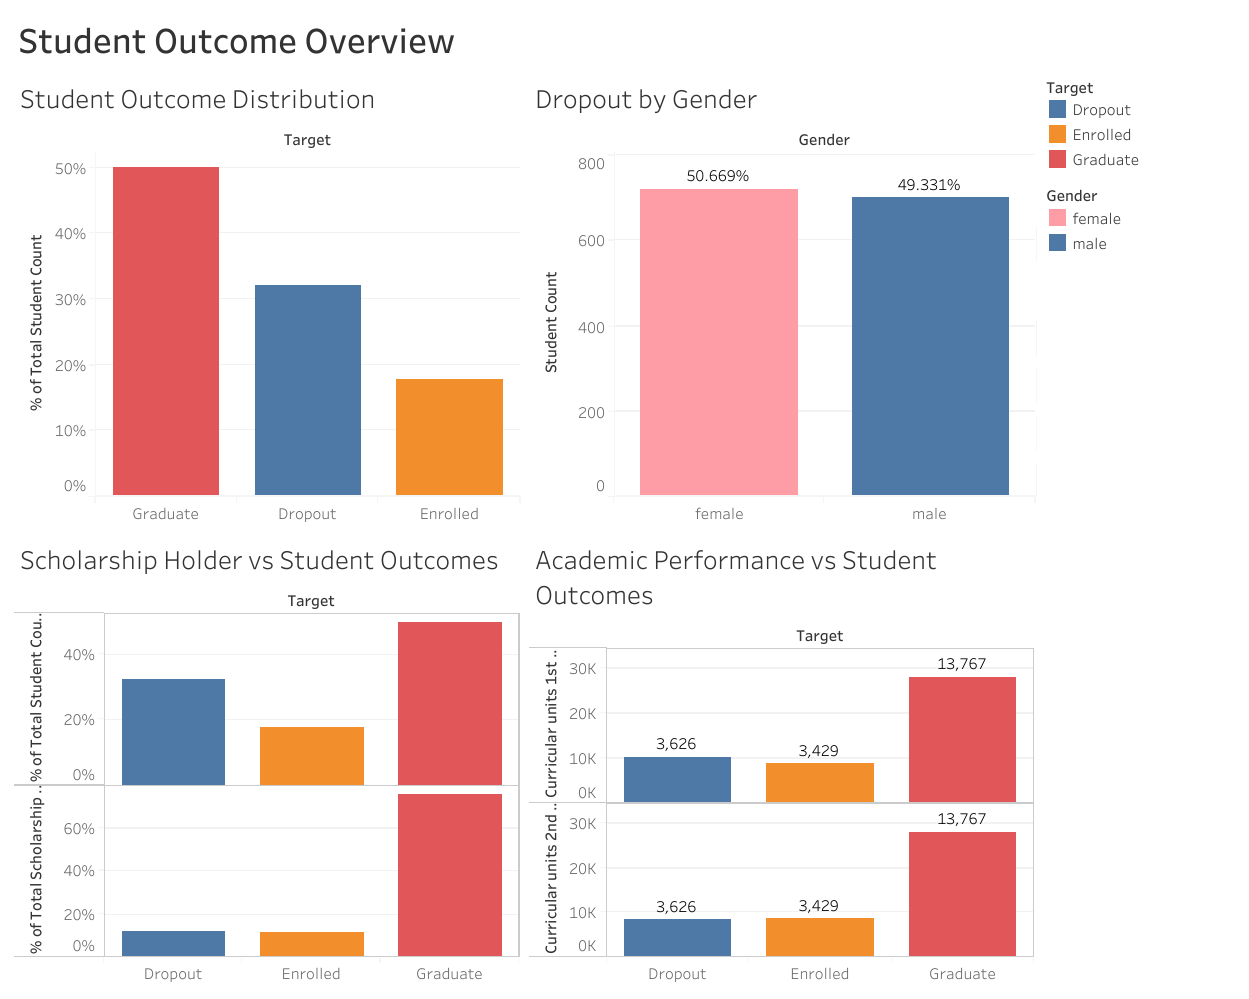 Student Outcome Overview
Student Outcome Distribution
Target
% of Total Student Count
50%
40%
30%
20%
10%
0%
Graduate
Dropout
Enrolled
Dropout by Gender
Gender
Student Count
800
600
400
200
0
50.669%
49.331%
female
male
Target
Dropout
Enrolled
Graduate
Gender
female
male
Scholarship Holder vs Student Outcomes
Target
% of Total Student Cou..
40%
20%
0%
% of Total Scholarship ..
60%
40%
20%
0%
Dropout
Enrolled
Graduate
Academic Performance vs Student
Outcomes
Target
Curricular units 1st ..
30K
20K
10K
0K
3,626
3,429
13,767
Curricular units 2nd ..
30K
20K
10K
0K
3,626
3,429
13,767
Dropout
Enrolled
Graduate